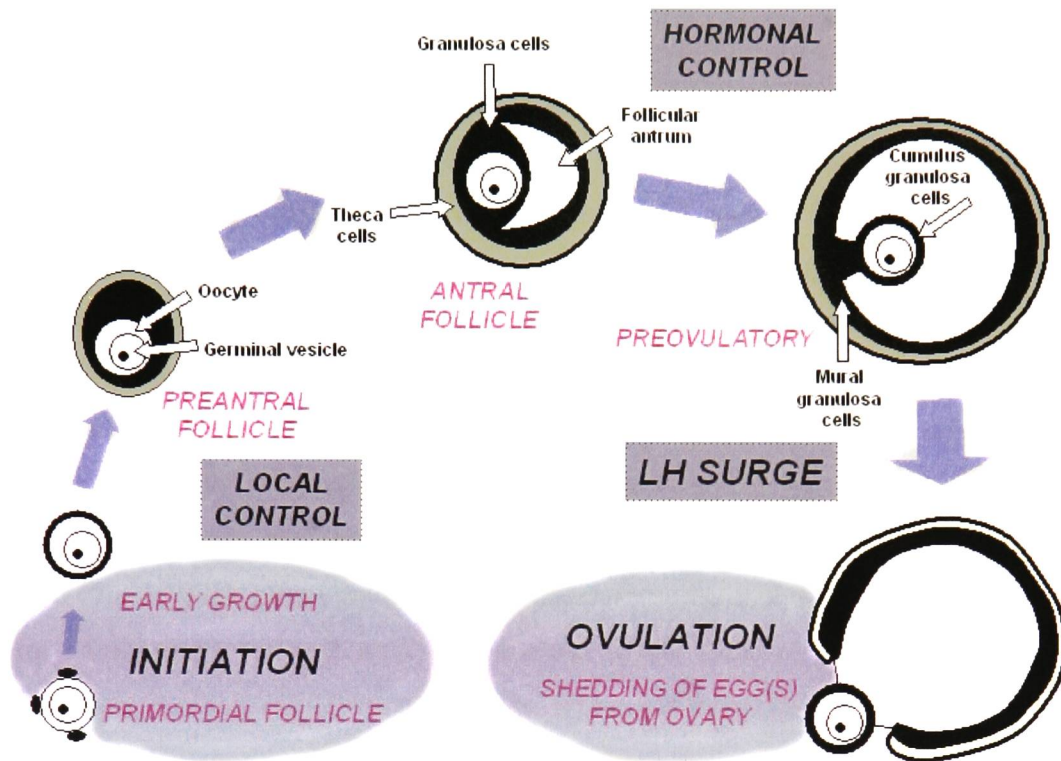 HORMONAL
CONTROL
Granulosa cells
Follicular
antrum
Cumulus
granulosa
cells
Theca
cells
Oocyte
Germinal vesicle
ANTRAL
FOLLICLE
PREOVULATORY
Mural
granulosa
cells
PREANTRAL
FOLLICLE
LOCAL
CONTROL
LH SURGE
EARLY GROWTH
INITIATION
PRIMORDIAL FOLLICLE
OVULATION
SHEDDING OF EGG(S)
FROM OVARY